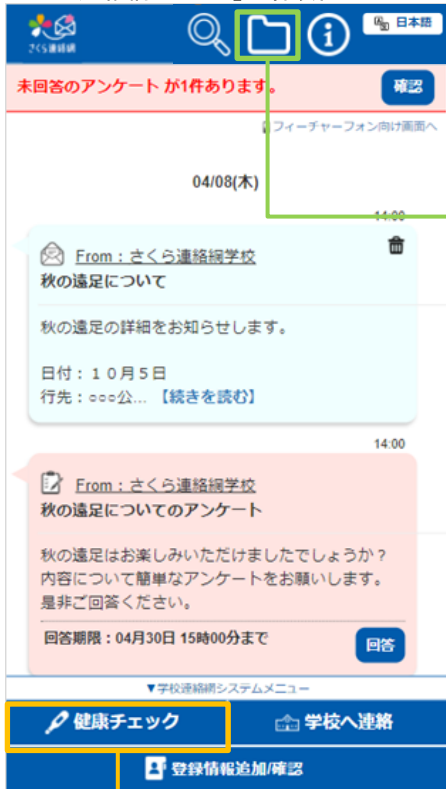 さくら連絡網
日本語
未回答のアンケート が1件あります。
確認
フィーチャーフォン向け画面へ
04/08(木)
14:00
From：さくら連絡網学校
秋の遠足について
秋の遠足の詳細をお知らせします。
日付：１０月５日
行先：○○○公... 【続きを読む】
14:00
From：さくら連絡網学校
秋の遠足についてのアンケート
秋の遠足はお楽しみいただけましたでしょうか？
内容について簡単なアンケートをお願いします。
是非ご回答ください。
回答期限：04月30日 15時00分まで
回答
▼学校連絡網システムメニュー
健康チェック
学校へ連絡
登録情報追加/確認